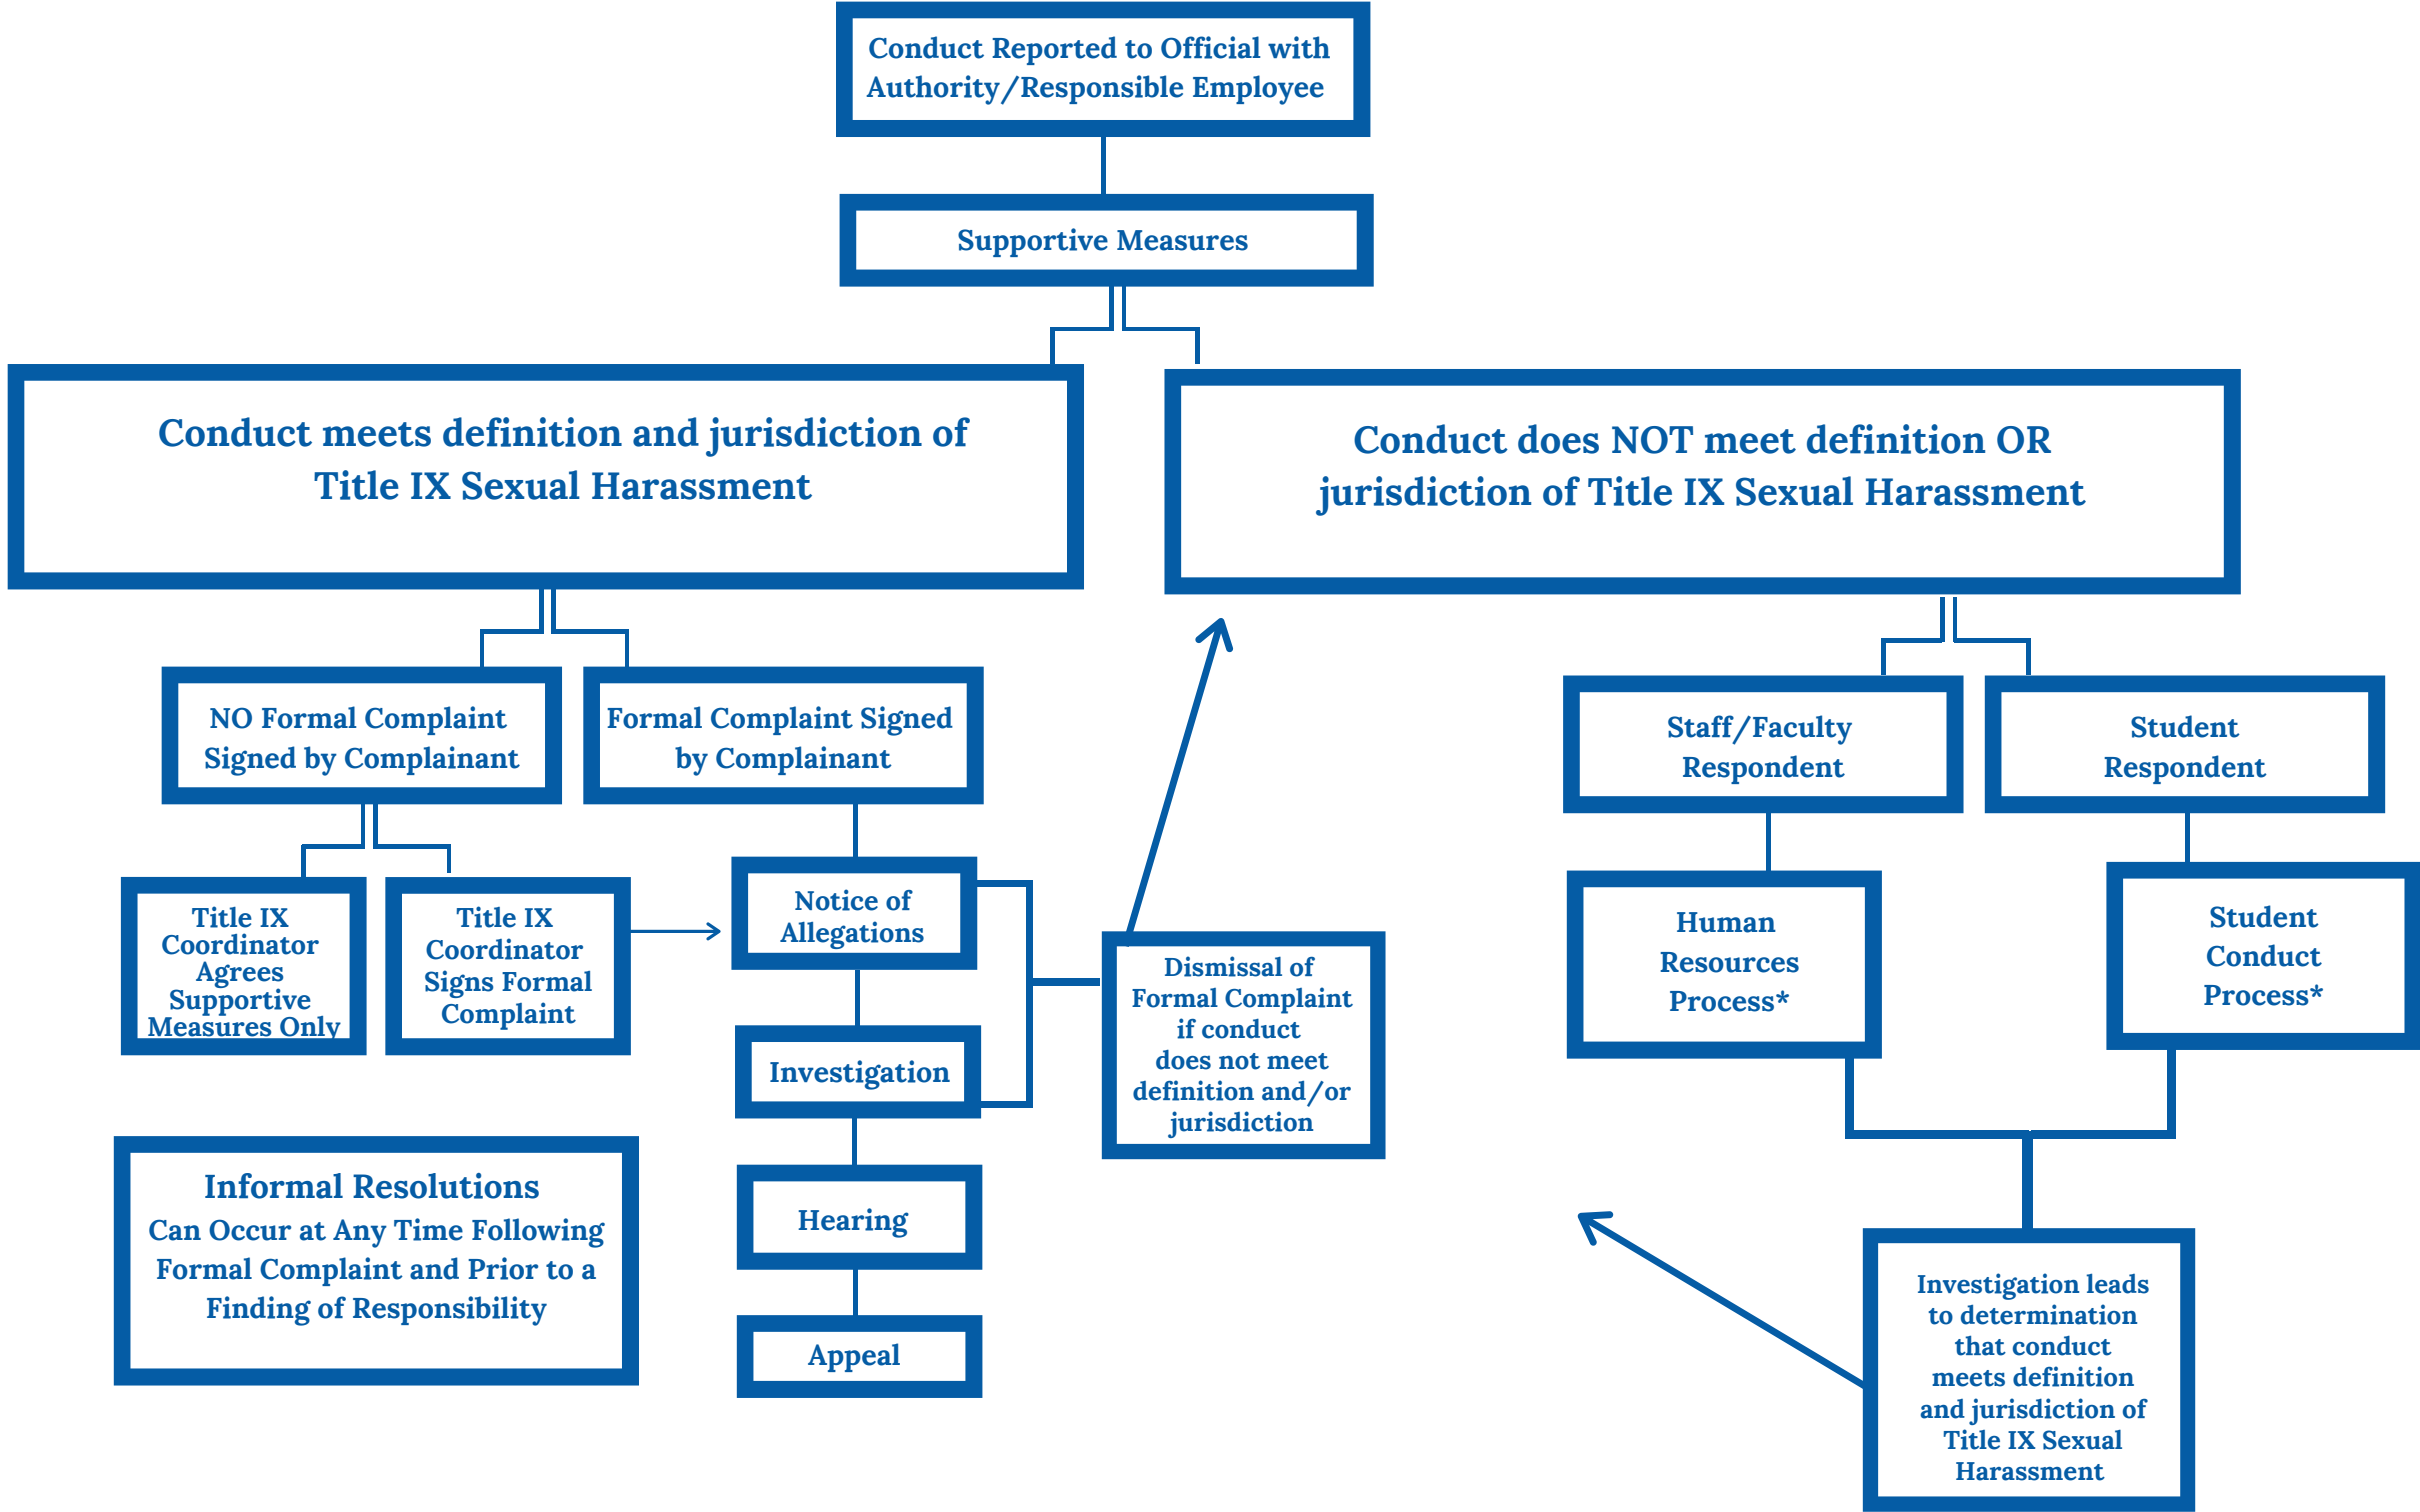 Conduct Reported to Official with
Authority/Responsible Employee
Supportive Measures
Conduct meets definition and jurisdiction of
Title IX Sexual Harassment
Conduct does NOT meet definition OR
jurisdiction of Title IX Sexual Harassment
NO Formal Complaint
Signed by Complainant
Formal Complaint Signed
by Complainant
Staff/Faculty
Respondent
Student
Respondent
Title IX
Coordinator
Agrees
Supportive
Measures Only
Title IX
Coordinator
Signs Formal
Complaint
Notice of
Allegations
Investigation
Hearing
Appeal
Dismissal of
Formal Complaint
if conduct
does not meet
definition and/or
jurisdiction
Human
Resources
Process*
Student
Conduct
Process*
Informal Resolutions
Can Occur at Any Time Following
Formal Complaint and Prior to a
Finding of Responsibility
Investigation leads
to determination
that conduct
meets definition
and jurisdiction of
Title IX Sexual
Harassment